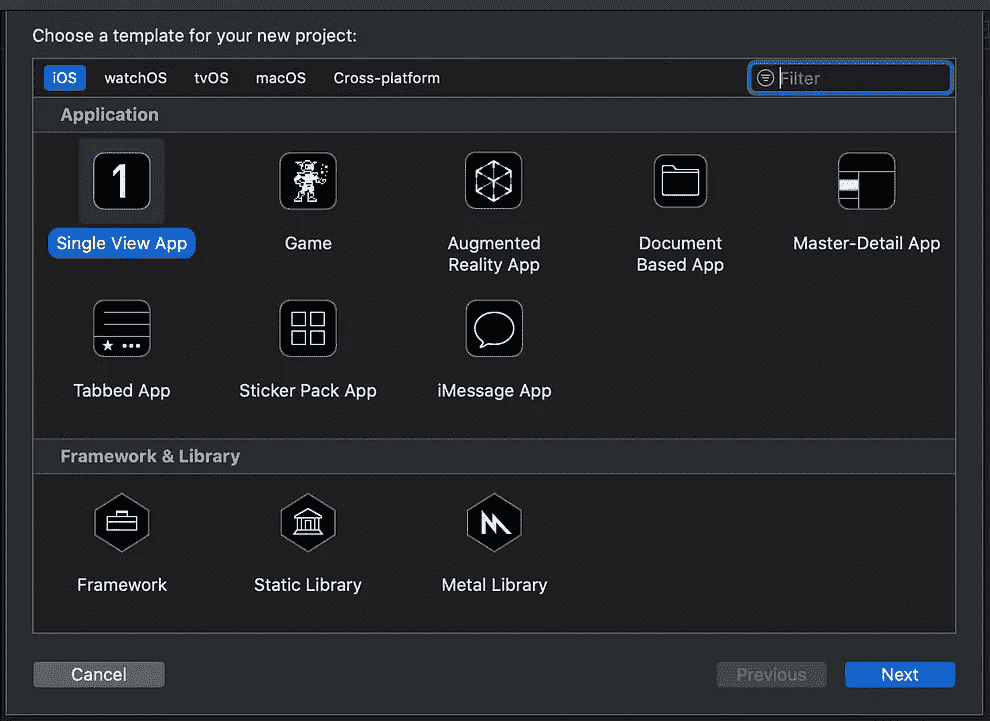 Choose a template for your new project:
iOS watchOS tvOS macOS Cross-platform Filter
Application
1
Single View App Game Augmented Reality App Document Based App Master-Detail App
Tabbed App Sticker Pack App iMessage App
Framework & Library
Framework Static Library Metal Library
Cancel Previous Next